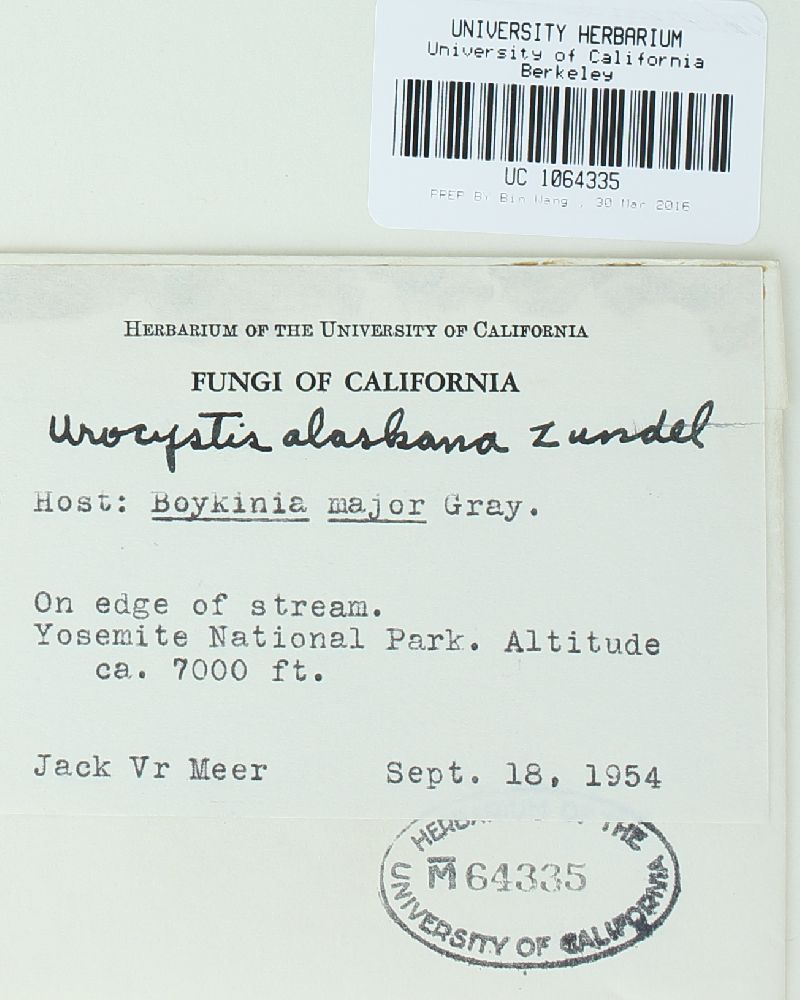 UNIVERSITY HERBARIUM
University of California
Berkeley
UC 1064335
PREP By Bin Wang , 30 Mar 2016
HERBARIUM OF THE UNIVERSITY OF CALIFORNIA
FUNGI OF CALIFORNIA
Urocystis alaskana Zundel
Host: Boykinia major Gray.
On edge of stream.
Yosemite National Park. Altitude
ca. 7000 ft.
Jack Vr Meer Sept. 18, 1954
THE
M̅ 64335
UNIVERSITY OF CALIFORNIA